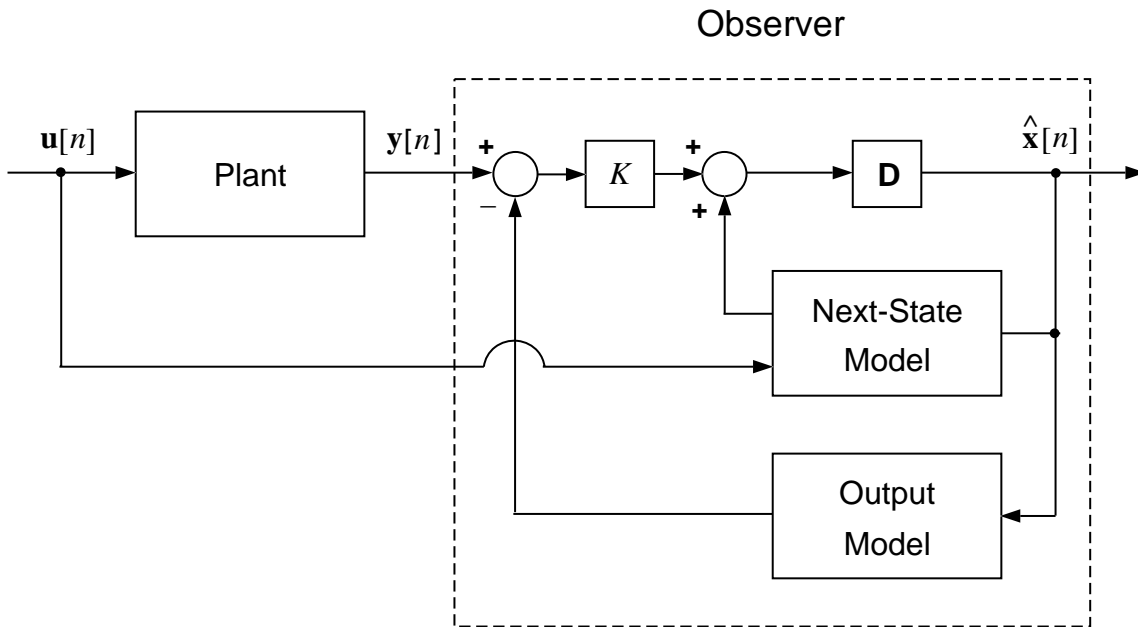 Observer
u[n]
Plant
y[n]
+
−
K
+
+
D
x̂[n]
Next-State
Model
Output
Model